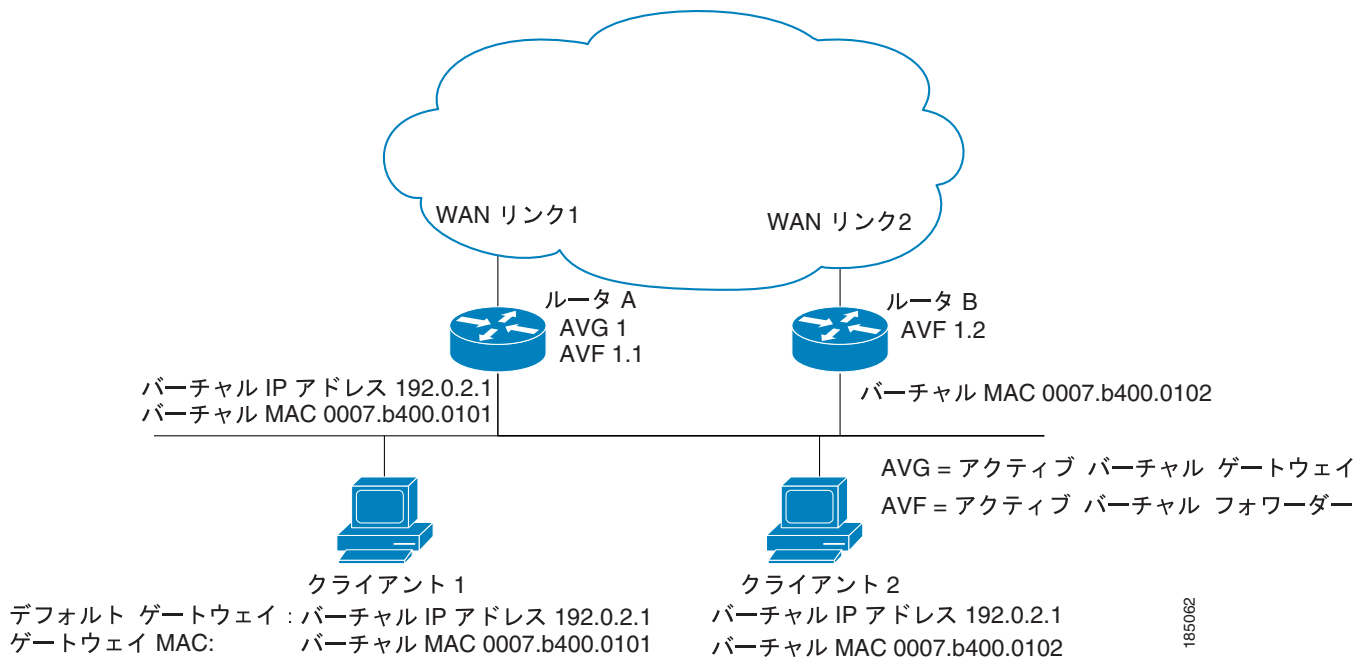 WAN リンク1
WAN リンク2
ルータ A
AVG 1
AVF 1.1
ルータ B
AVF 1.2
バーチャル IP アドレス 192.0.2.1
バーチャル MAC 0007.b400.0101
バーチャル MAC 0007.b400.0102
AVG = アクティブ バーチャル ゲートウェイ
AVF = アクティブ バーチャル フォワーダー
クライアント 1
デフォルト ゲートウェイ : バーチャル IP アドレス 192.0.2.1
ゲートウェイ MAC: バーチャル MAC 0007.b400.0101
クライアント 2
バーチャル IP アドレス 192.0.2.1
バーチャル MAC 0007.b400.0102
185062